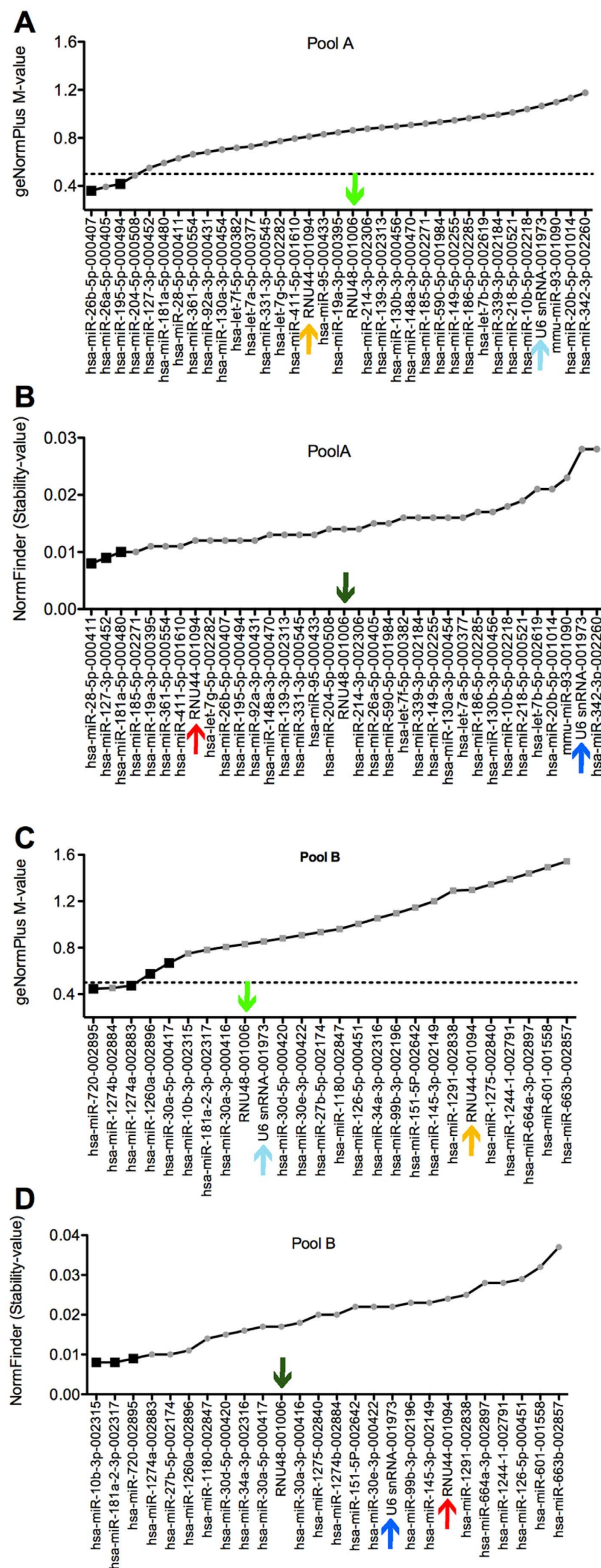 A
Pool A
geNormPlus M-value
1.6
1.2
0.8
0.4
hsa-miR-26b-5p-000407
hsa-miR-26a-5p-000405
hsa-miR-195-5p-000494
hsa-miR-204-5p-000508
hsa-miR-127-3p-000452
hsa-miR-181a-5p-000480
hsa-miR-28-5p-000411
hsa-miR-361-5p-000554
hsa-miR-92a-3p-000431
hsa-miR-130a-3p-000454
hsa-let-7f-5p-000382
hsa-let-7a-5p-000377
hsa-miR-331-3p-000545
hsa-let-7g-5p-002282
hsa-miR-411-5p-001610
RNU44-001094
hsa-miR-95-000433
hsa-miR-19a-3p-000395
RNU48-001006
hsa-miR-214-3p-002306
hsa-miR-139-3p-002313
hsa-miR-130b-3p-000456
hsa-miR-148a-3p-000470
hsa-miR-185-5p-002271
hsa-miR-590-5p-001984
hsa-miR-149-5p-002255
hsa-miR-186-5p-002285
hsa-let-7b-5p-002619
hsa-miR-339-3p-002184
hsa-miR-218-5p-000521
hsa-miR-10b-5p-002218
U6 snRNA-001973
mmu-miR-93-001090
hsa-miR-20b-5p-001014
hsa-miR-342-3p-002260
B
PoolA
NormFinder (Stability-value)
0.03
0.02
0.01
0.00
hsa-miR-28-5p-000411
hsa-miR-127-3p-000452
hsa-miR-181a-5p-000480
hsa-miR-185-5p-002271
hsa-miR-19a-3p-000395
hsa-miR-361-5p-000554
hsa-miR-411-5p-001610
RNU44-001094
hsa-let-7g-5p-002282
hsa-miR-26b-5p-000407
hsa-miR-195-5p-000494
hsa-miR-92a-3p-000431
hsa-miR-148a-3p-000470
hsa-miR-139-3p-002313
hsa-miR-331-3p-000545
hsa-miR-95-000433
hsa-miR-204-5p-000508
RNU48-001006
hsa-miR-214-3p-002306
hsa-miR-26a-5p-000405
hsa-miR-590-5p-001984
hsa-let-7f-5p-000382
hsa-miR-339-3p-002184
hsa-miR-149-5p-002255
hsa-miR-130a-3p-000454
hsa-let-7a-5p-000377
hsa-miR-186-5p-002285
hsa-miR-130b-3p-000456
hsa-miR-10b-5p-002218
hsa-miR-218-5p-000521
hsa-let-7b-5p-002619
hsa-miR-20b-5p-001014
mmu-miR-93-001090
U6 snRNA-001973
hsa-miR-342-3p-002260
C
Pool B
geNormPlus M-value
1.6
1.2
0.8
0.4
hsa-miR-720-002895
hsa-miR-1274b-002884
hsa-miR-1274a-002883
hsa-miR-1260a-002896
hsa-miR-30a-5p-000417
hsa-miR-10b-3p-002315
hsa-miR-181a-2-3p-002317
hsa-miR-30a-3p-000416
RNU48-001006
U6 snRNA-001973
hsa-miR-30d-5p-000420
hsa-miR-30e-3p-000422
hsa-miR-27b-5p-002174
hsa-miR-1180-002847
hsa-miR-126-5p-000451
hsa-miR-34a-3p-002316
hsa-miR-99b-3p-002196
hsa-miR-151-5P-002642
hsa-miR-145-3p-002149
hsa-miR-1291-002838
RNU44-001094
hsa-miR-1275-002840
hsa-miR-1244-1-002791
hsa-miR-664a-3p-002897
hsa-miR-601-001558
hsa-miR-663b-002857
D
Pool B
NormFinder (Stability-value)
0.04
0.03
0.02
0.01
0.00
hsa-miR-10b-3p-002315
hsa-miR-181a-2-3p-002317
hsa-miR-720-002895
hsa-miR-1274a-002883
hsa-miR-27b-5p-002174
hsa-miR-1260a-002896
hsa-miR-1180-002847
hsa-miR-30d-5p-000420
hsa-miR-34a-3p-002316
hsa-miR-30a-5p-000417
RNU48-001006
hsa-miR-30a-3p-000416
hsa-miR-1275-002840
hsa-miR-1274b-002884
hsa-miR-151-5P-002642
hsa-miR-30e-3p-000422
U6 snRNA-001973
hsa-miR-99b-3p-002196
hsa-miR-145-3p-002149
RNU44-001094
hsa-miR-1291-002838
hsa-miR-664a-3p-002897
hsa-miR-1244-1-002791
hsa-miR-126-5p-000451
hsa-miR-601-001558
hsa-miR-663b-002857